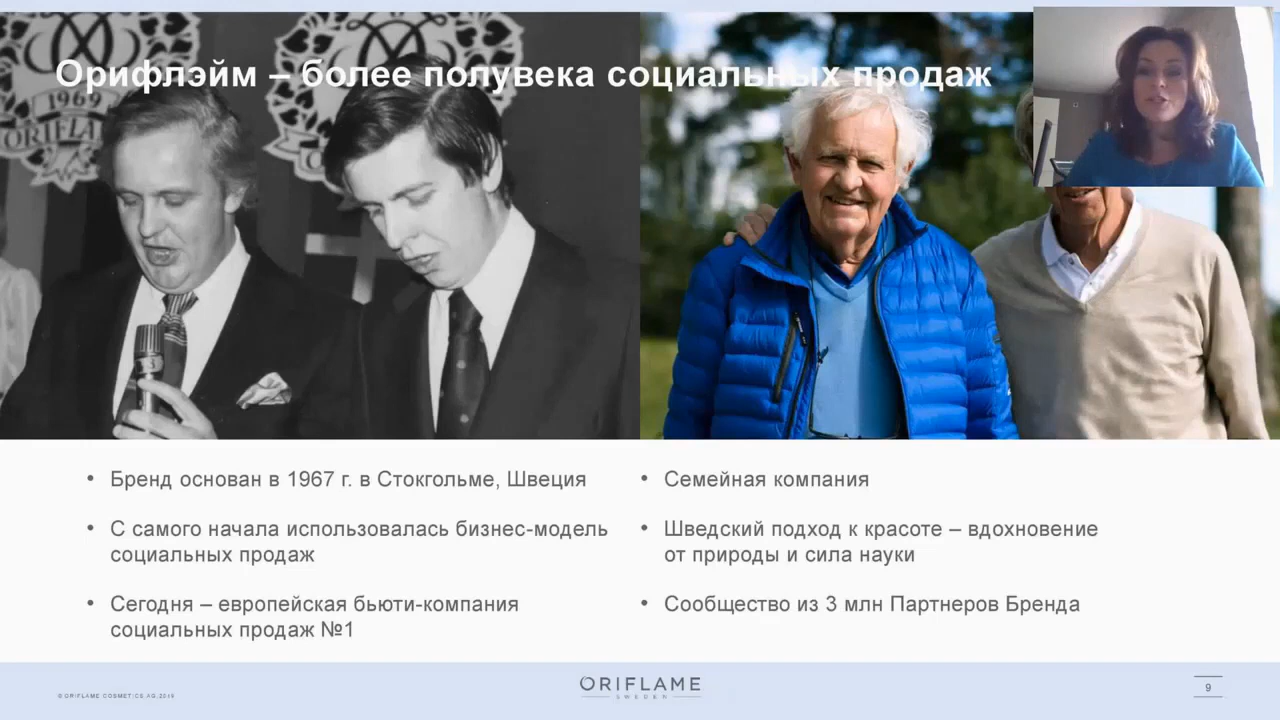 Орифлэйм – более полувека социальных продаж
1969
ORIFLA
• Бренд основан в 1967 г. в Стокгольме, Швеция
• С самого начала использовалась бизнес-модель
социальных продаж
• Сегодня – европейская бьюти-компания
социальных продаж №1
• Семейная компания
• Шведский подход к красоте – вдохновение
от природы и сила науки
• Сообщество из 3 млн Партнеров Бренда
© ORIFLAME COSMETICS AG, 2019
ORIFLAME
SWEDEN
9